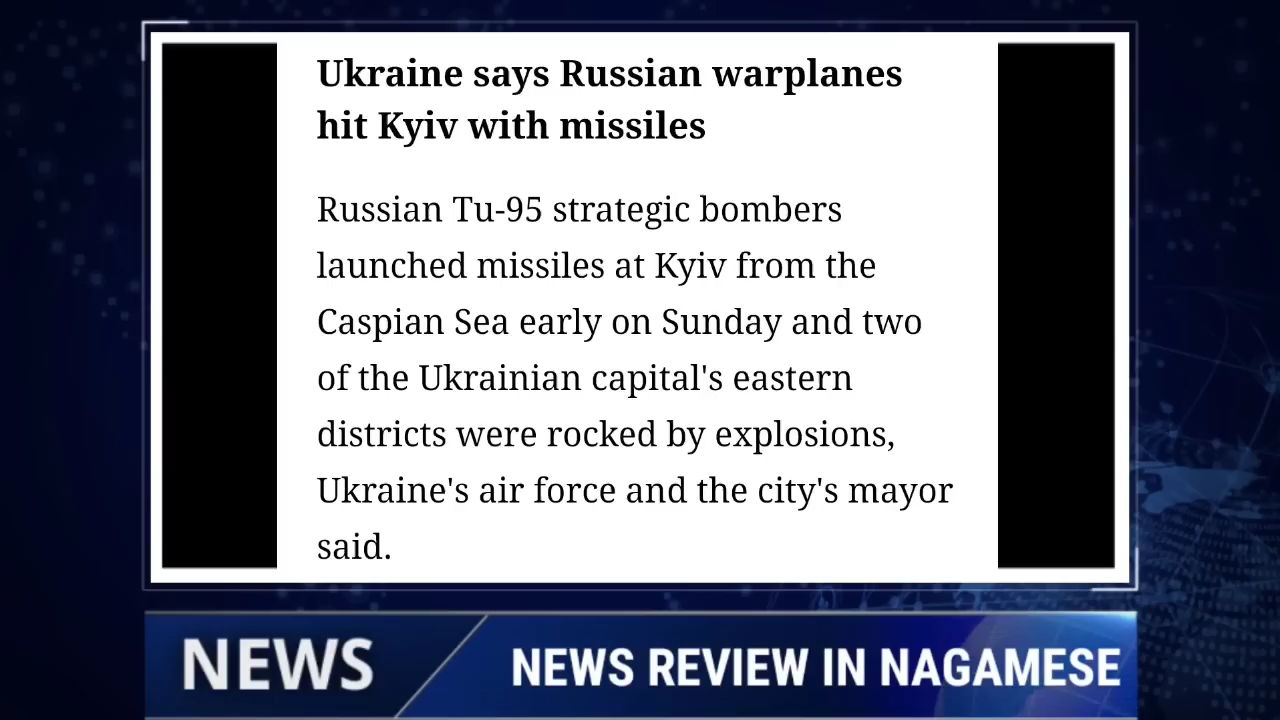 Ukraine says Russian warplanes
hit Kyiv with missiles
Russian Tu-95 strategic bombers
launched missiles at Kyiv from the
Caspian Sea early on Sunday and two
of the Ukrainian capital's eastern
districts were rocked by explosions,
Ukraine's air force and the city's mayor
said.
NEWS
NEWS REVIEW IN NAGAMESE